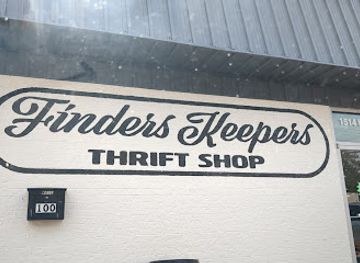 Finders Keepers
THRIFT SHOP
1514
100